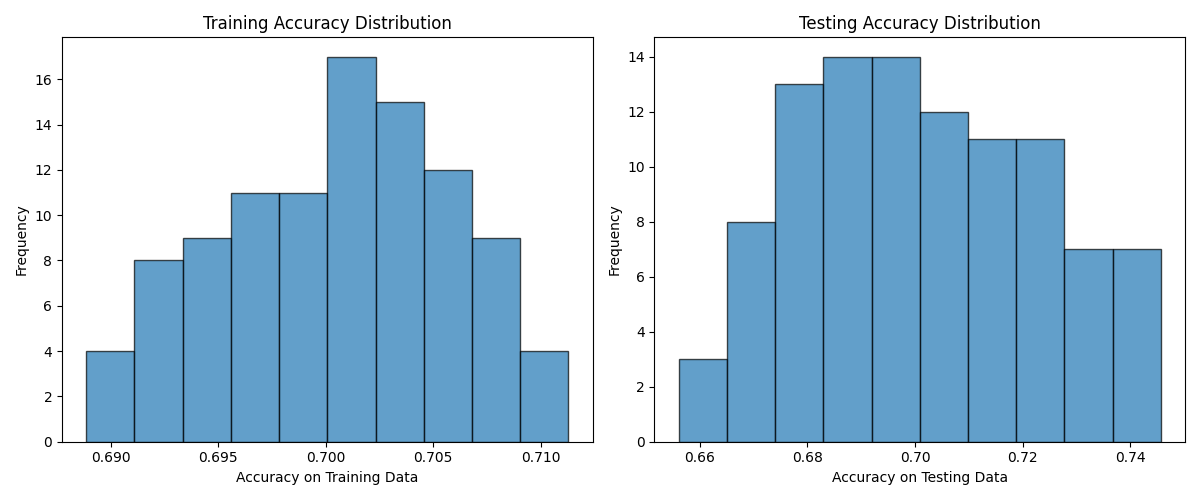 Training Accuracy Distribution
Frequency
16
14
12
10
8
6
4
2
0
0.690 0.695 0.700 0.705 0.710
Accuracy on Training Data
Testing Accuracy Distribution
Frequency
14
12
10
8
6
4
2
0
0.66 0.68 0.70 0.72 0.74
Accuracy on Testing Data